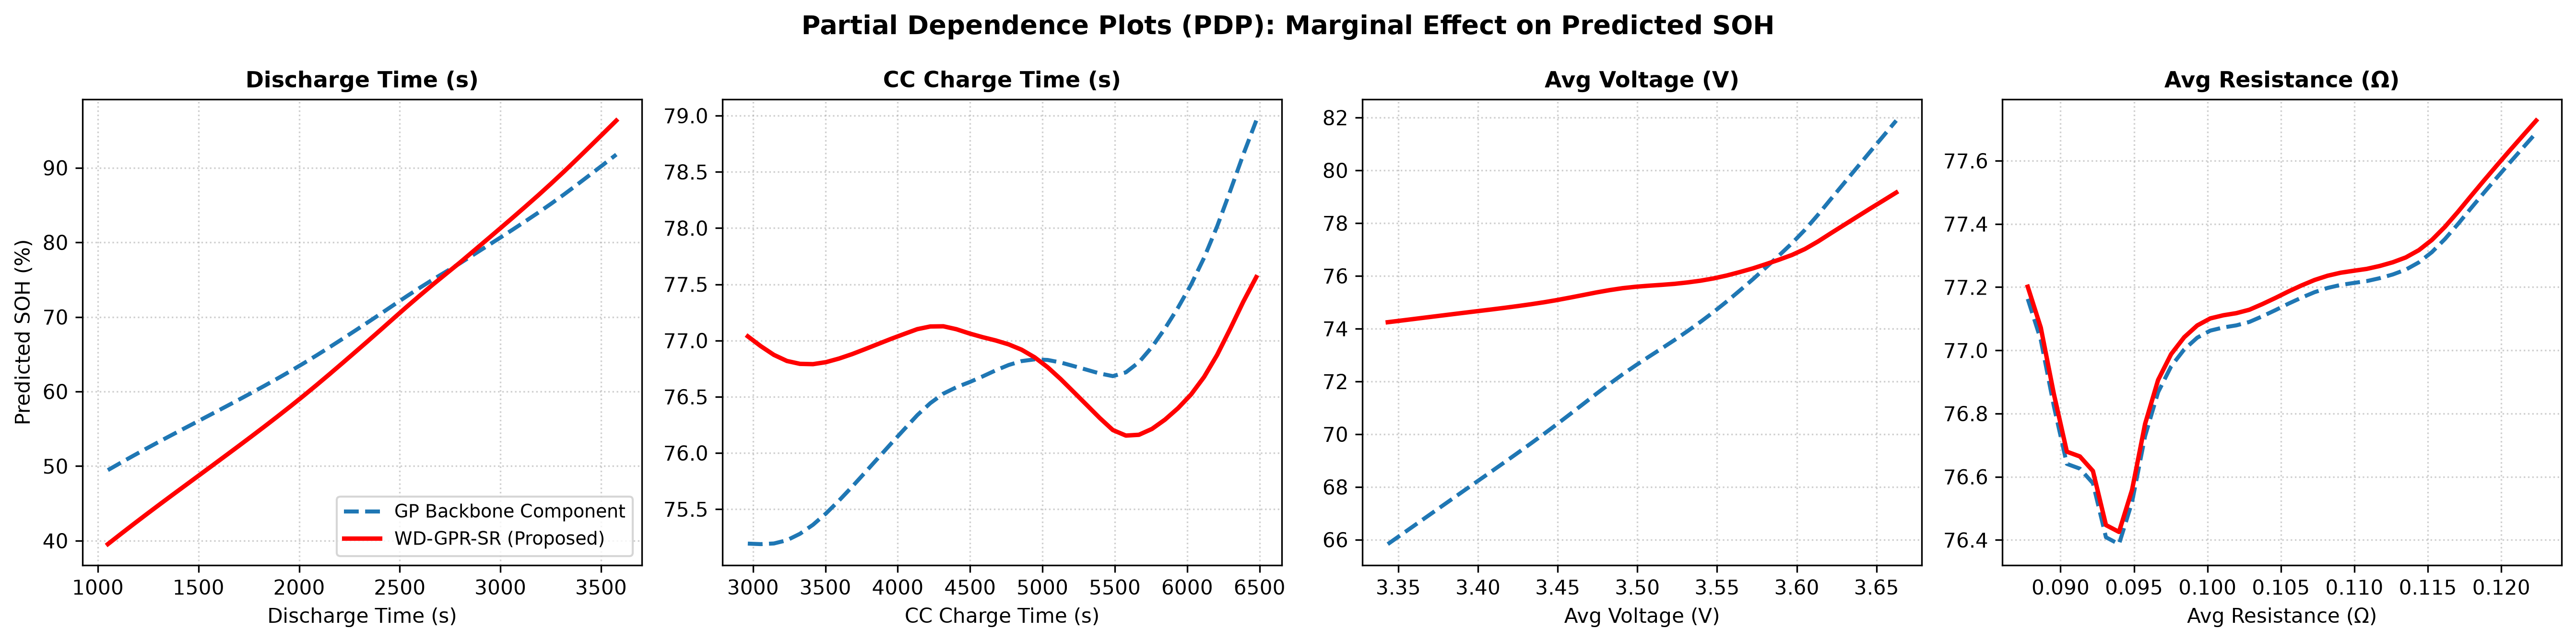 Partial Dependence Plots (PDP): Marginal Effect on Predicted SOH
Discharge Time (s)
Predicted SOH (%)
90
80
70
60
50
40
GP Backbone Component
WD-GPR-SR (Proposed)
1000 1500 2000 2500 3000 3500
Discharge Time (s)
CC Charge Time (s)
79.0
78.5
78.0
77.5
77.0
76.5
76.0
75.5
3000 3500 4000 4500 5000 5500 6000 6500
CC Charge Time (s)
Avg Voltage (V)
82
80
78
76
74
72
70
68
66
3.35 3.40 3.45 3.50 3.55 3.60 3.65
Avg Voltage (V)
Avg Resistance (Ω)
77.6
77.4
77.2
77.0
76.8
76.6
76.4
0.090 0.095 0.100 0.105 0.110 0.115 0.120
Avg Resistance (Ω)